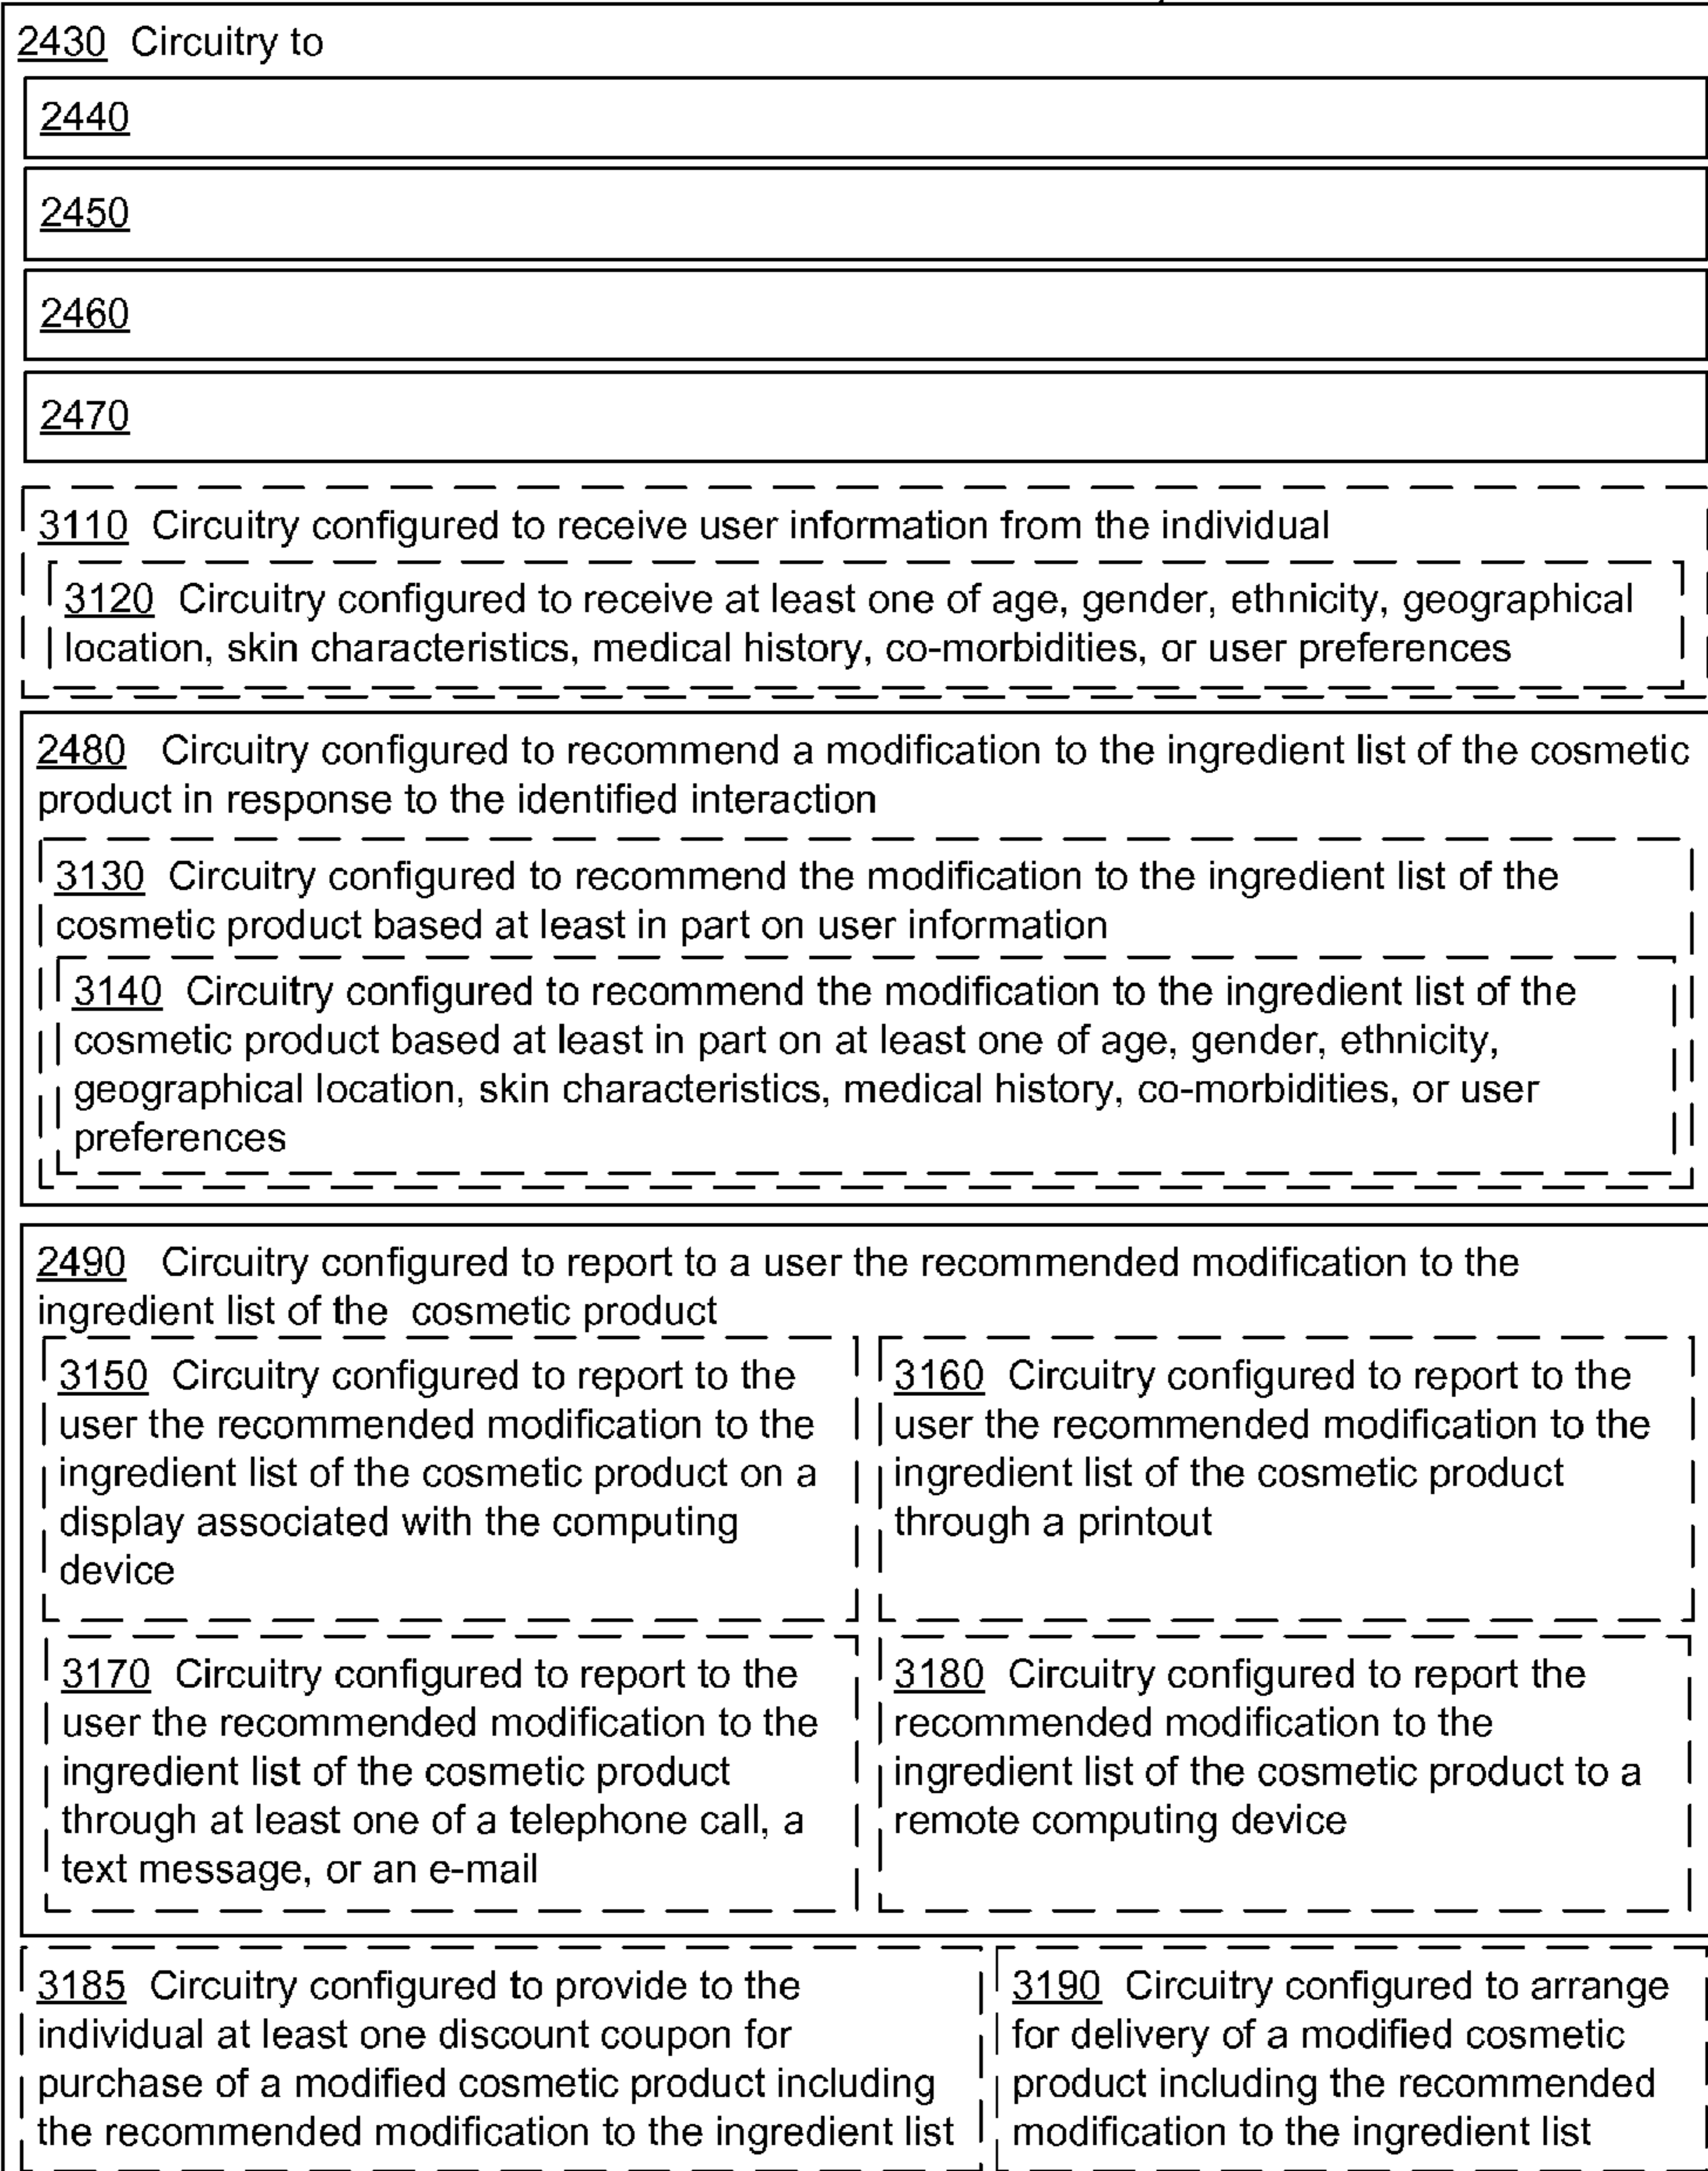 2430 Circuitry to
2440
2450
2460
2470
3110 Circuitry configured to receive user information from the individual
3120 Circuitry configured to receive at least one of age, gender, ethnicity, geographical
location, skin characteristics, medical history, co-morbidities, or user preferences
2480 Circuitry configured to recommend a modification to the ingredient list of the cosmetic
product in response to the identified interaction
3130 Circuitry configured to recommend the modification to the ingredient list of the
cosmetic product based at least in part on user information
3140 Circuitry configured to recommend the modification to the ingredient list of the
cosmetic product based at least in part on at least one of age, gender, ethnicity,
geographical location, skin characteristics, medical history, co-morbidities, or user
preferences
2490 Circuitry configured to report to a user the recommended modification to the
ingredient list of the cosmetic product
3150 Circuitry configured to report to the
user the recommended modification to the
ingredient list of the cosmetic product on a
display associated with the computing
device
3160 Circuitry configured to report to the
user the recommended modification to the
ingredient list of the cosmetic product
through a printout
3170 Circuitry configured to report to the
user the recommended modification to the
ingredient list of the cosmetic product
through at least one of a telephone call, a
text message, or an e-mail
3180 Circuitry configured to report the
recommended modification to the
ingredient list of the cosmetic product to a
remote computing device
3185 Circuitry configured to provide to the
individual at least one discount coupon for
purchase of a modified cosmetic product including
the recommended modification to the ingredient list
3190 Circuitry configured to arrange
for delivery of a modified cosmetic
product including the recommended
modification to the ingredient list